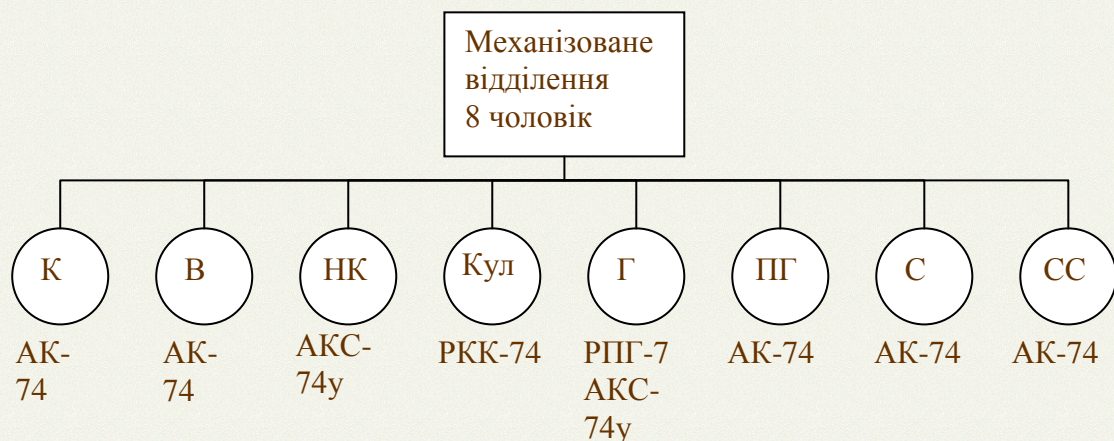 Механізоване
відділення
8 чоловік
К
В
НК
Кул
Г
ПГ
С
СС
АК-
74
АК-
74
АКС-
74у
РКК-74
РПГ-7
АКС-
74у
АК-74
АК-74
АК-74